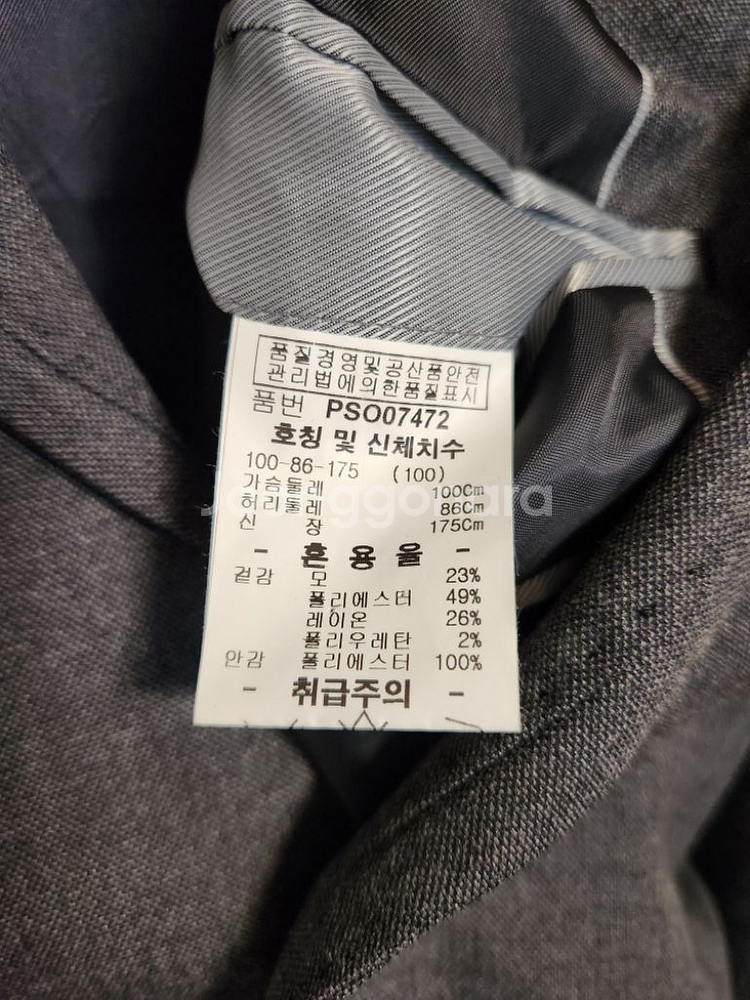 품질경영및공산품안전
관리법에의한품질표시
품번 PSO07472
호칭 및 신체치수
100-86-175 (100)
가슴둘레 100Cm
허리둘레 86Cm
신 장 175Cm
- 혼용율 -
겉감 모 23%
폴리에스터 49%
레이온 26%
폴리우레탄 2%
안감 폴리에스터 100%
- 취급주의 -